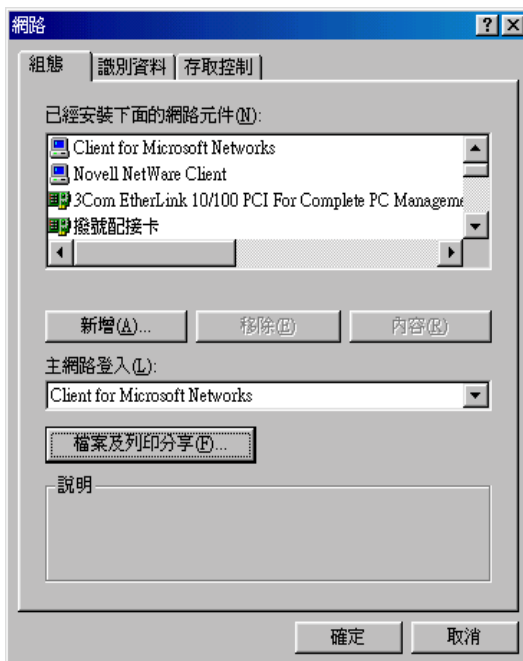 網路
組態 識別資料 存取控制
已經安裝下面的網路元件(N):
Client for Microsoft Networks
Novell NetWare Client
3Com EtherLink 10/100 PCI For Complete PC Manageme
撥號配接卡
新增(A)... 移除(E) 內容(R)
主網路登入(L):
Client for Microsoft Networks
檔案及列印分享(F)...
說明
確定 取消